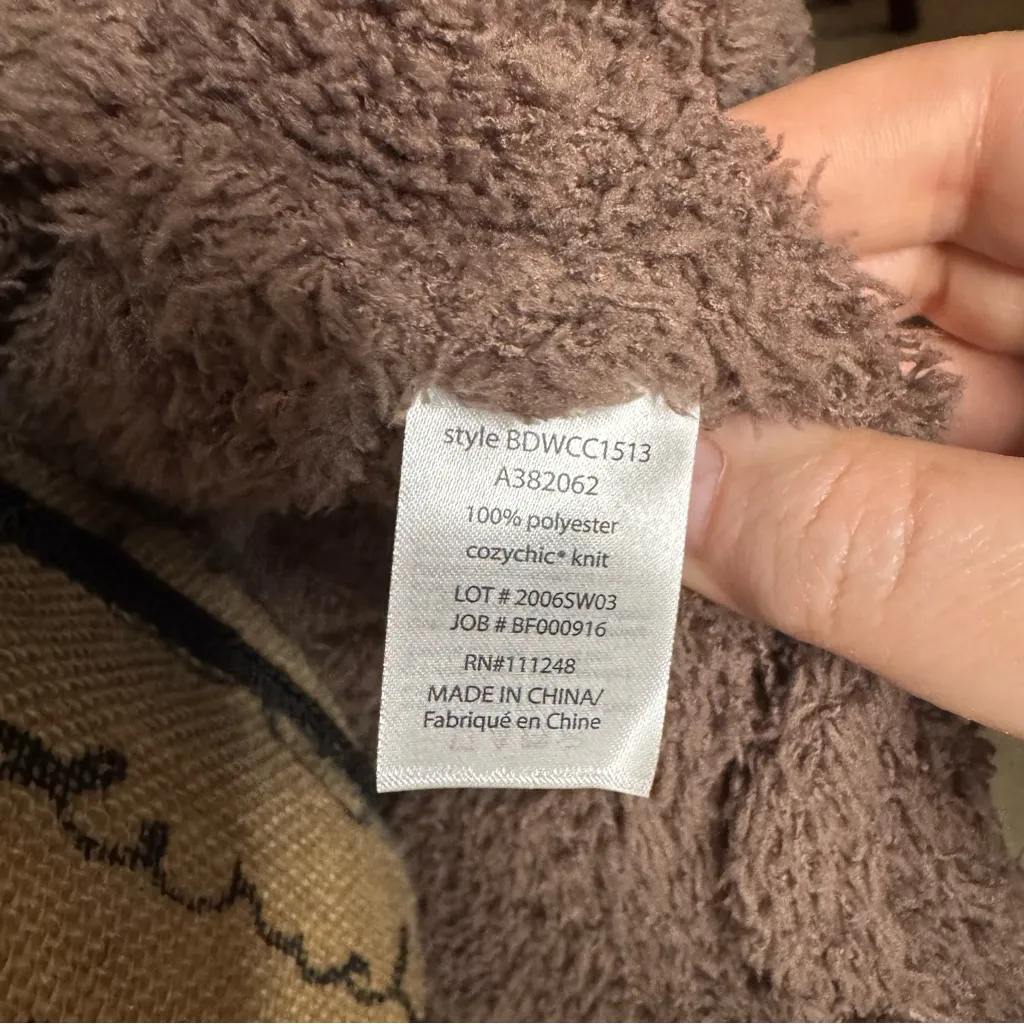 style BDWCC1513
A382062
100% polyester
cozychic® knit
LOT # 2006SW03
JOB # BF000916
RN#111248
MADE IN CHINA/
Fabriqué en Chine